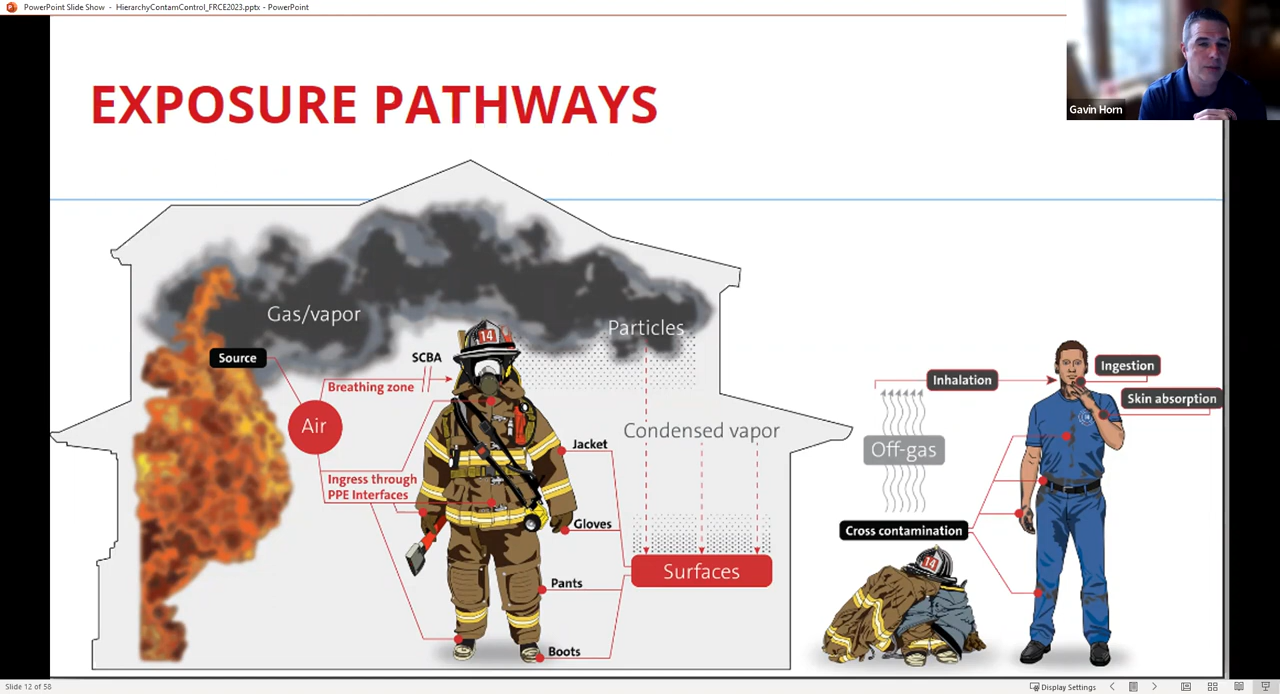 PowerPoint Slide Show - HierarchyContamControl_FRCE2023.pptx - PowerPoint
Gavin Horn
EXPOSURE PATHWAYS
Gas/vapor
Particles
Source
SCBA
Breathing zone
Air
Ingress through
PPE Interfaces
14
Condensed vapor
Jacket
Gloves
Surfaces
Pants
Boots
Inhalation
Ingestion
Skin absorption
Off-gas
Cross contamination
14
Slide 12 of 58
Display Settings